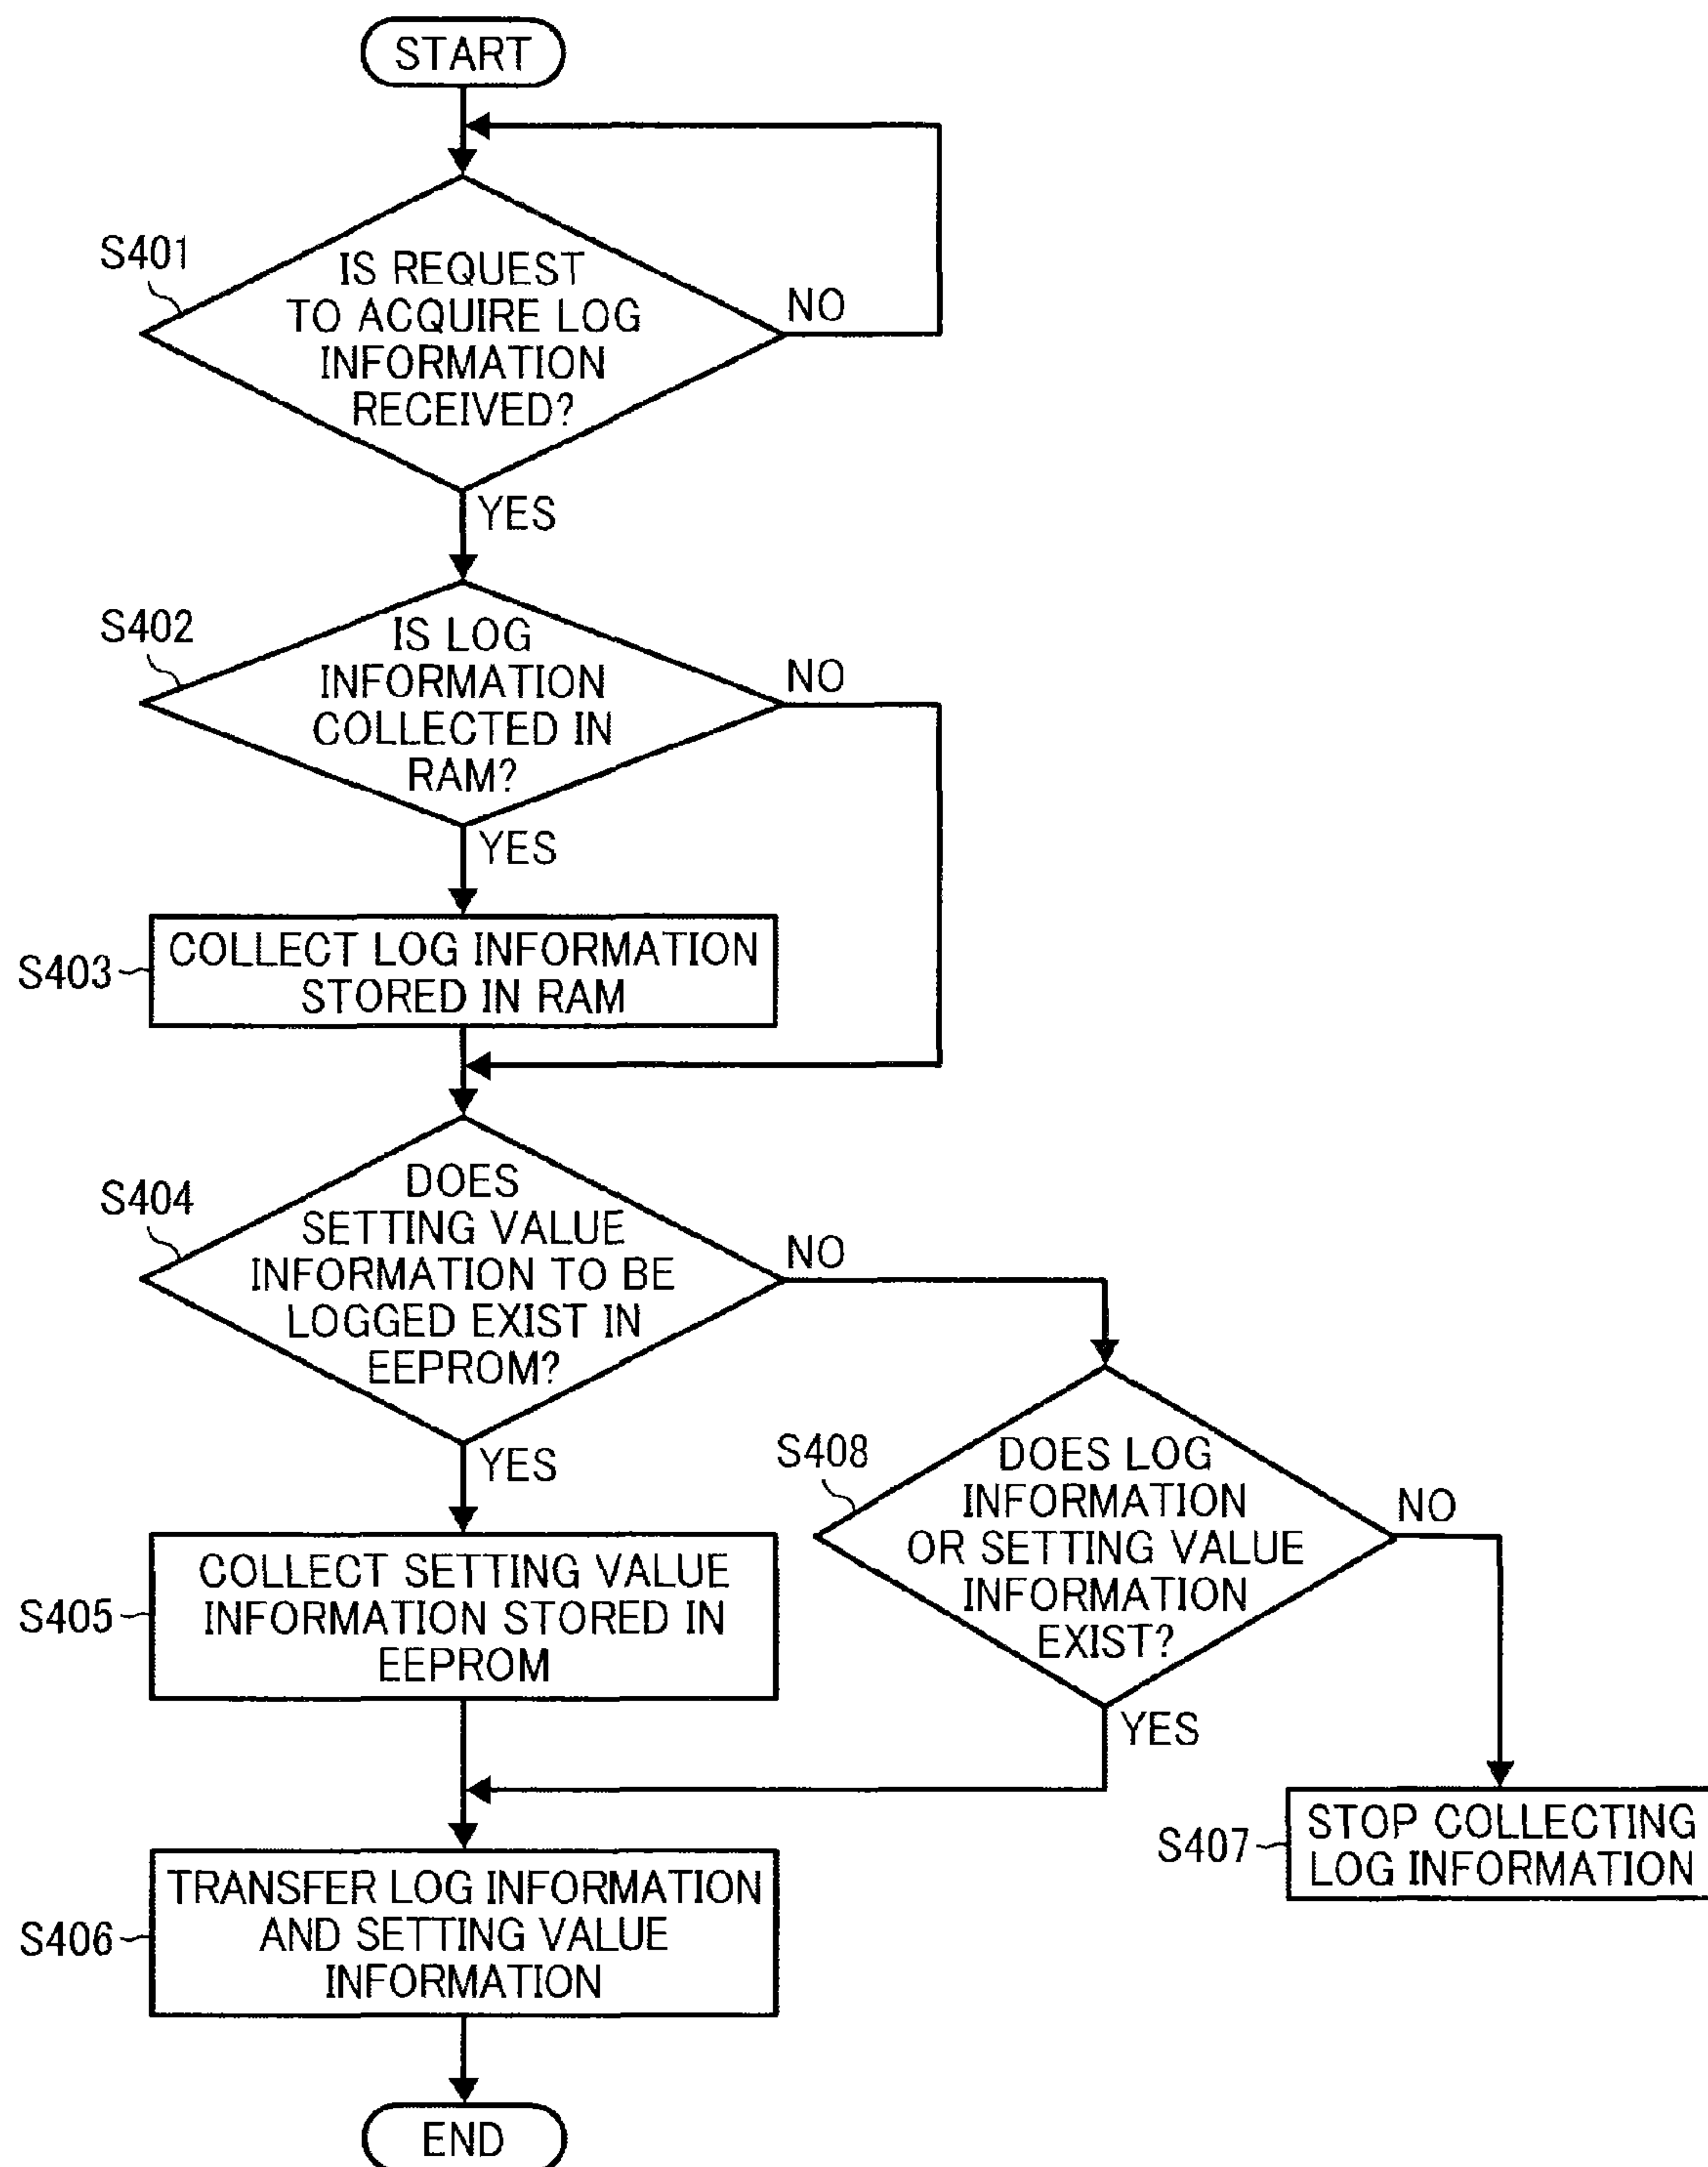 START
S401
IS REQUEST
TO ACQUIRE LOG
INFORMATION
RECEIVED?
NO
YES
S402
IS LOG
INFORMATION
COLLECTED IN
RAM?
NO
YES
S403
COLLECT LOG INFORMATION
STORED IN RAM
S404
DOES
SETTING VALUE
INFORMATION TO BE
LOGGED EXIST IN
EEPROM?
NO
YES
S408
DOES LOG
INFORMATION
OR SETTING VALUE
INFORMATION
EXIST?
NO
YES
S405
COLLECT SETTING VALUE
INFORMATION STORED IN
EEPROM
S407
STOP COLLECTING
LOG INFORMATION
S406
TRANSFER LOG INFORMATION
AND SETTING VALUE
INFORMATION
END